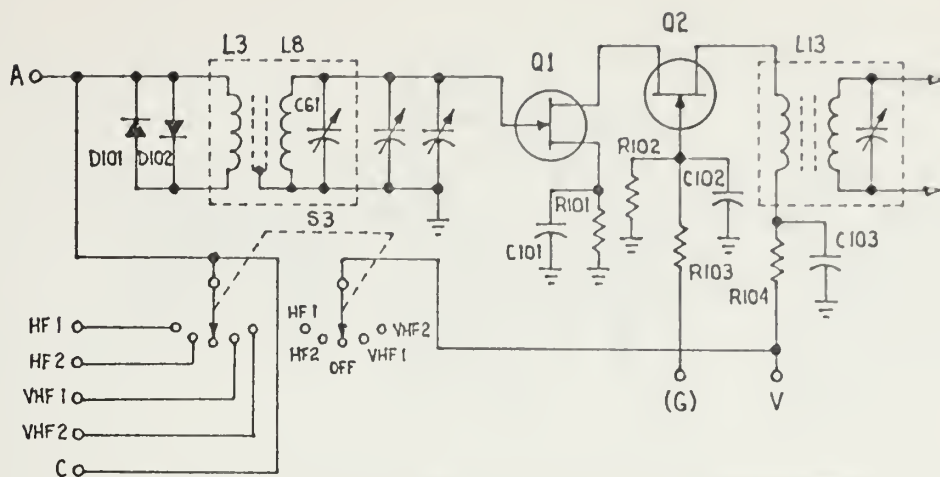 Q2
L3 L8 Q1 L13
A
C61
D101
D102
R102
C102
S3
R101
C101
C103
R103
R104
HF1 HF1 VHF2
HF2 HF2 VHF1
OFF
VHF1
(G) V
VHF2
C